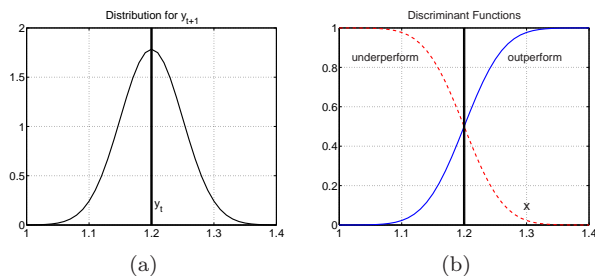 Distribution for y_{t+1}
2
1.5
1
0.5
0
1 1.1 1.2 1.3 1.4
y_t
(a)
Discriminant Functions
1
0.8
0.6
0.4
0.2
0
1 1.1 1.2 1.3 1.4
underperform
outperform
x
(b)